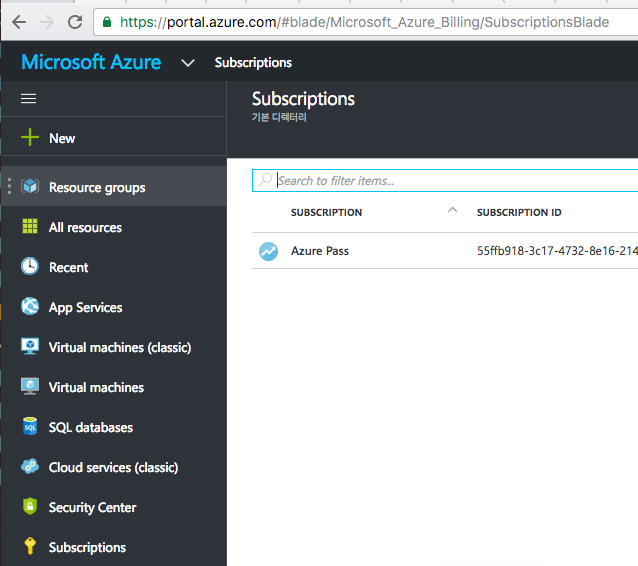 https://portal.azure.com/#blade/Microsoft_Azure_Billing/SubscriptionsBlade
Microsoft Azure
Subscriptions
Subscriptions
기본 디렉터리
New
Resource groups
All resources
Recent
App Services
Virtual machines (classic)
Virtual machines
SQL databases
Cloud services (classic)
Security Center
Subscriptions
Search to filter items...
SUBSCRIPTION SUBSCRIPTION ID
Azure Pass 55ffb918-3c17-4732-8e16-214